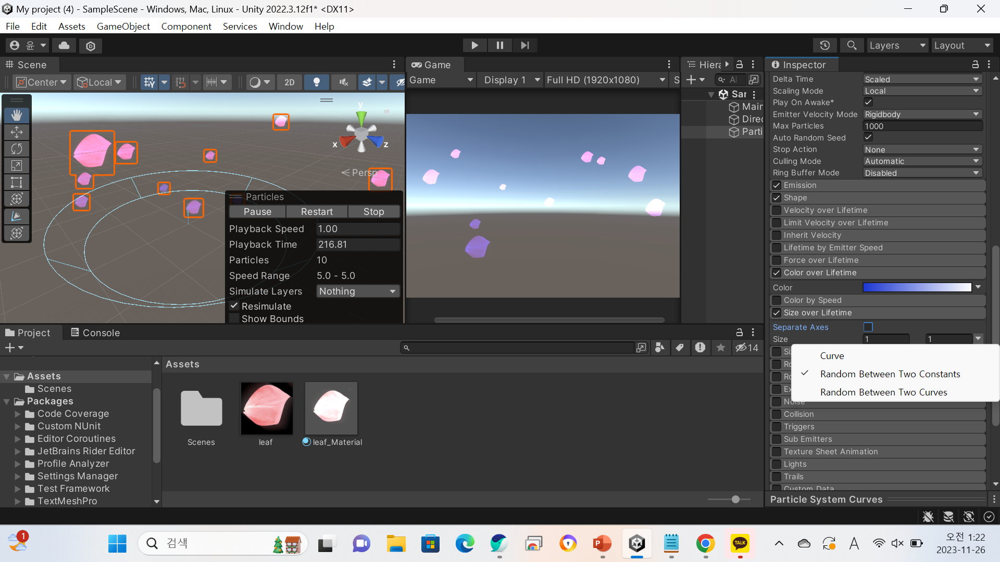 My project (4) - SampleScene - Windows, Mac, Linux - Unity 2022.3.12f1* <DX11>
File Edit Assets GameObject Component Services Window Help
윤 Layers Layout
Scene
Center Local 2D
y
x z
Persp
Particles
Pause Restart Stop
Playback Speed 1.00
Playback Time 216.81
Particles 10
Speed Range 5.0 - 5.0
Simulate Layers Nothing
Resimulate
Show Bounds
Game
Game Display 1 Full HD (1920x1080) S
Hiera
Al
Sar
Main
Direc
Parti
Inspector
Delta Time Scaled
Scaling Mode Local
Play On Awake*
Emitter Velocity Mode Rigidbody
Max Particles 1000
Auto Random Seed
Stop Action None
Culling Mode Automatic
Ring Buffer Mode Disabled
Emission
Shape
Velocity over Lifetime
Limit Velocity over Lifetime
Inherit Velocity
Lifetime by Emitter Speed
Force over Lifetime
Color over Lifetime
Color
Color by Speed
Size over Lifetime
Separate Axes
Size 1 1
Curve
Random Between Two Constants
Random Between Two Curves
Noise
Collision
Triggers
Sub Emitters
Texture Sheet Animation
Lights
Trails
Custom Data
Particle System Curves
Project Console
14
Assets
Scenes
Packages
Code Coverage
Custom NUnit
Editor Coroutines
JetBrains Rider Editor
Profile Analyzer
Settings Manager
Test Framework
TextMeshPro
Assets
Scenes leaf leaf_Material
1
검색
TALK
A
오전 1:22
2023-11-26